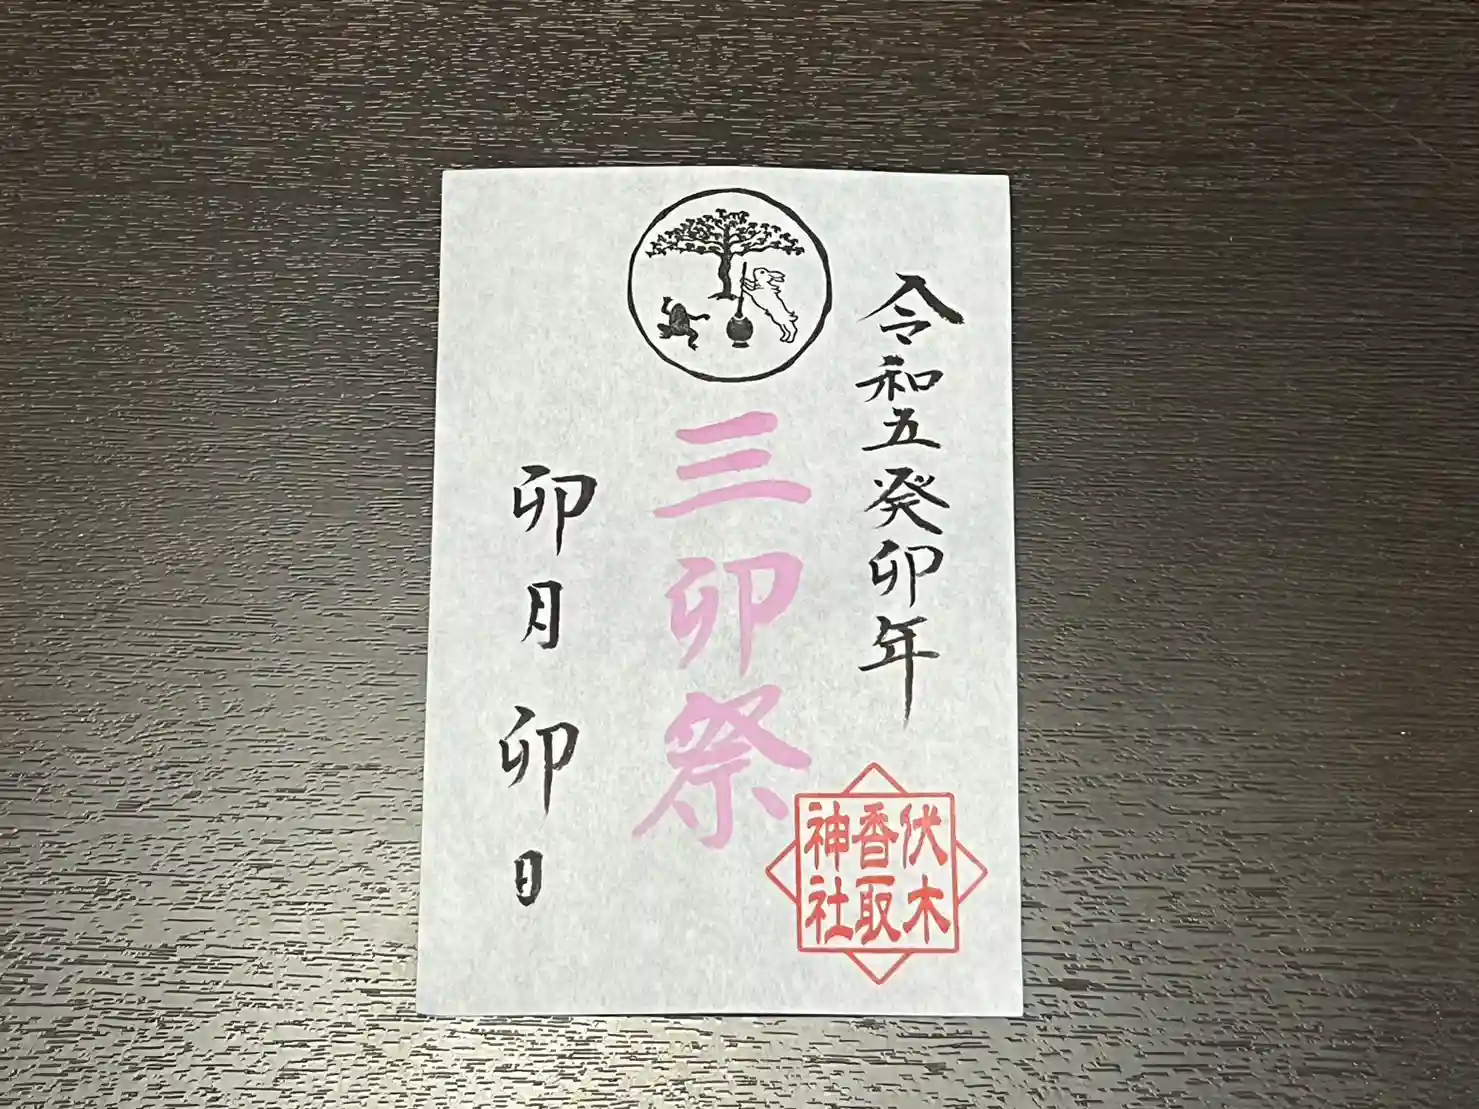 令和五癸卯年
三卯祭
卯月卯日
伏木
香取
神社